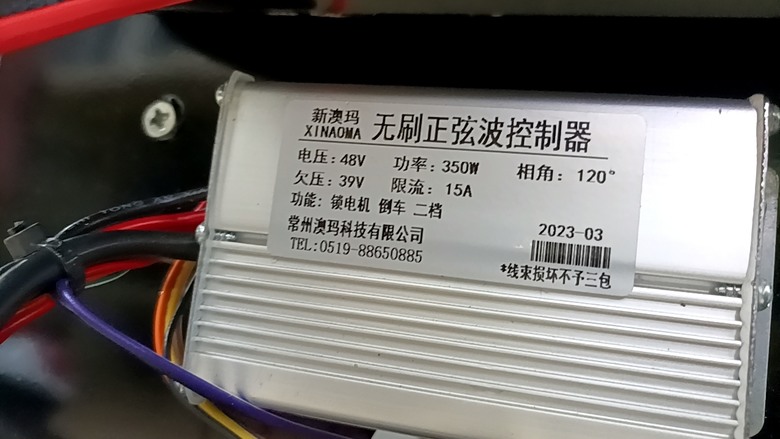 新澳玛
XINAOMA 无刷正弦波控制器
电压:48V 功率:350W 相角:120°
欠压:39V 限流:15A
功能:锁电机 倒车 二档
常州澳玛科技有限公司 2023-03
TEL:0519-88650885
*线束损坏不予三包